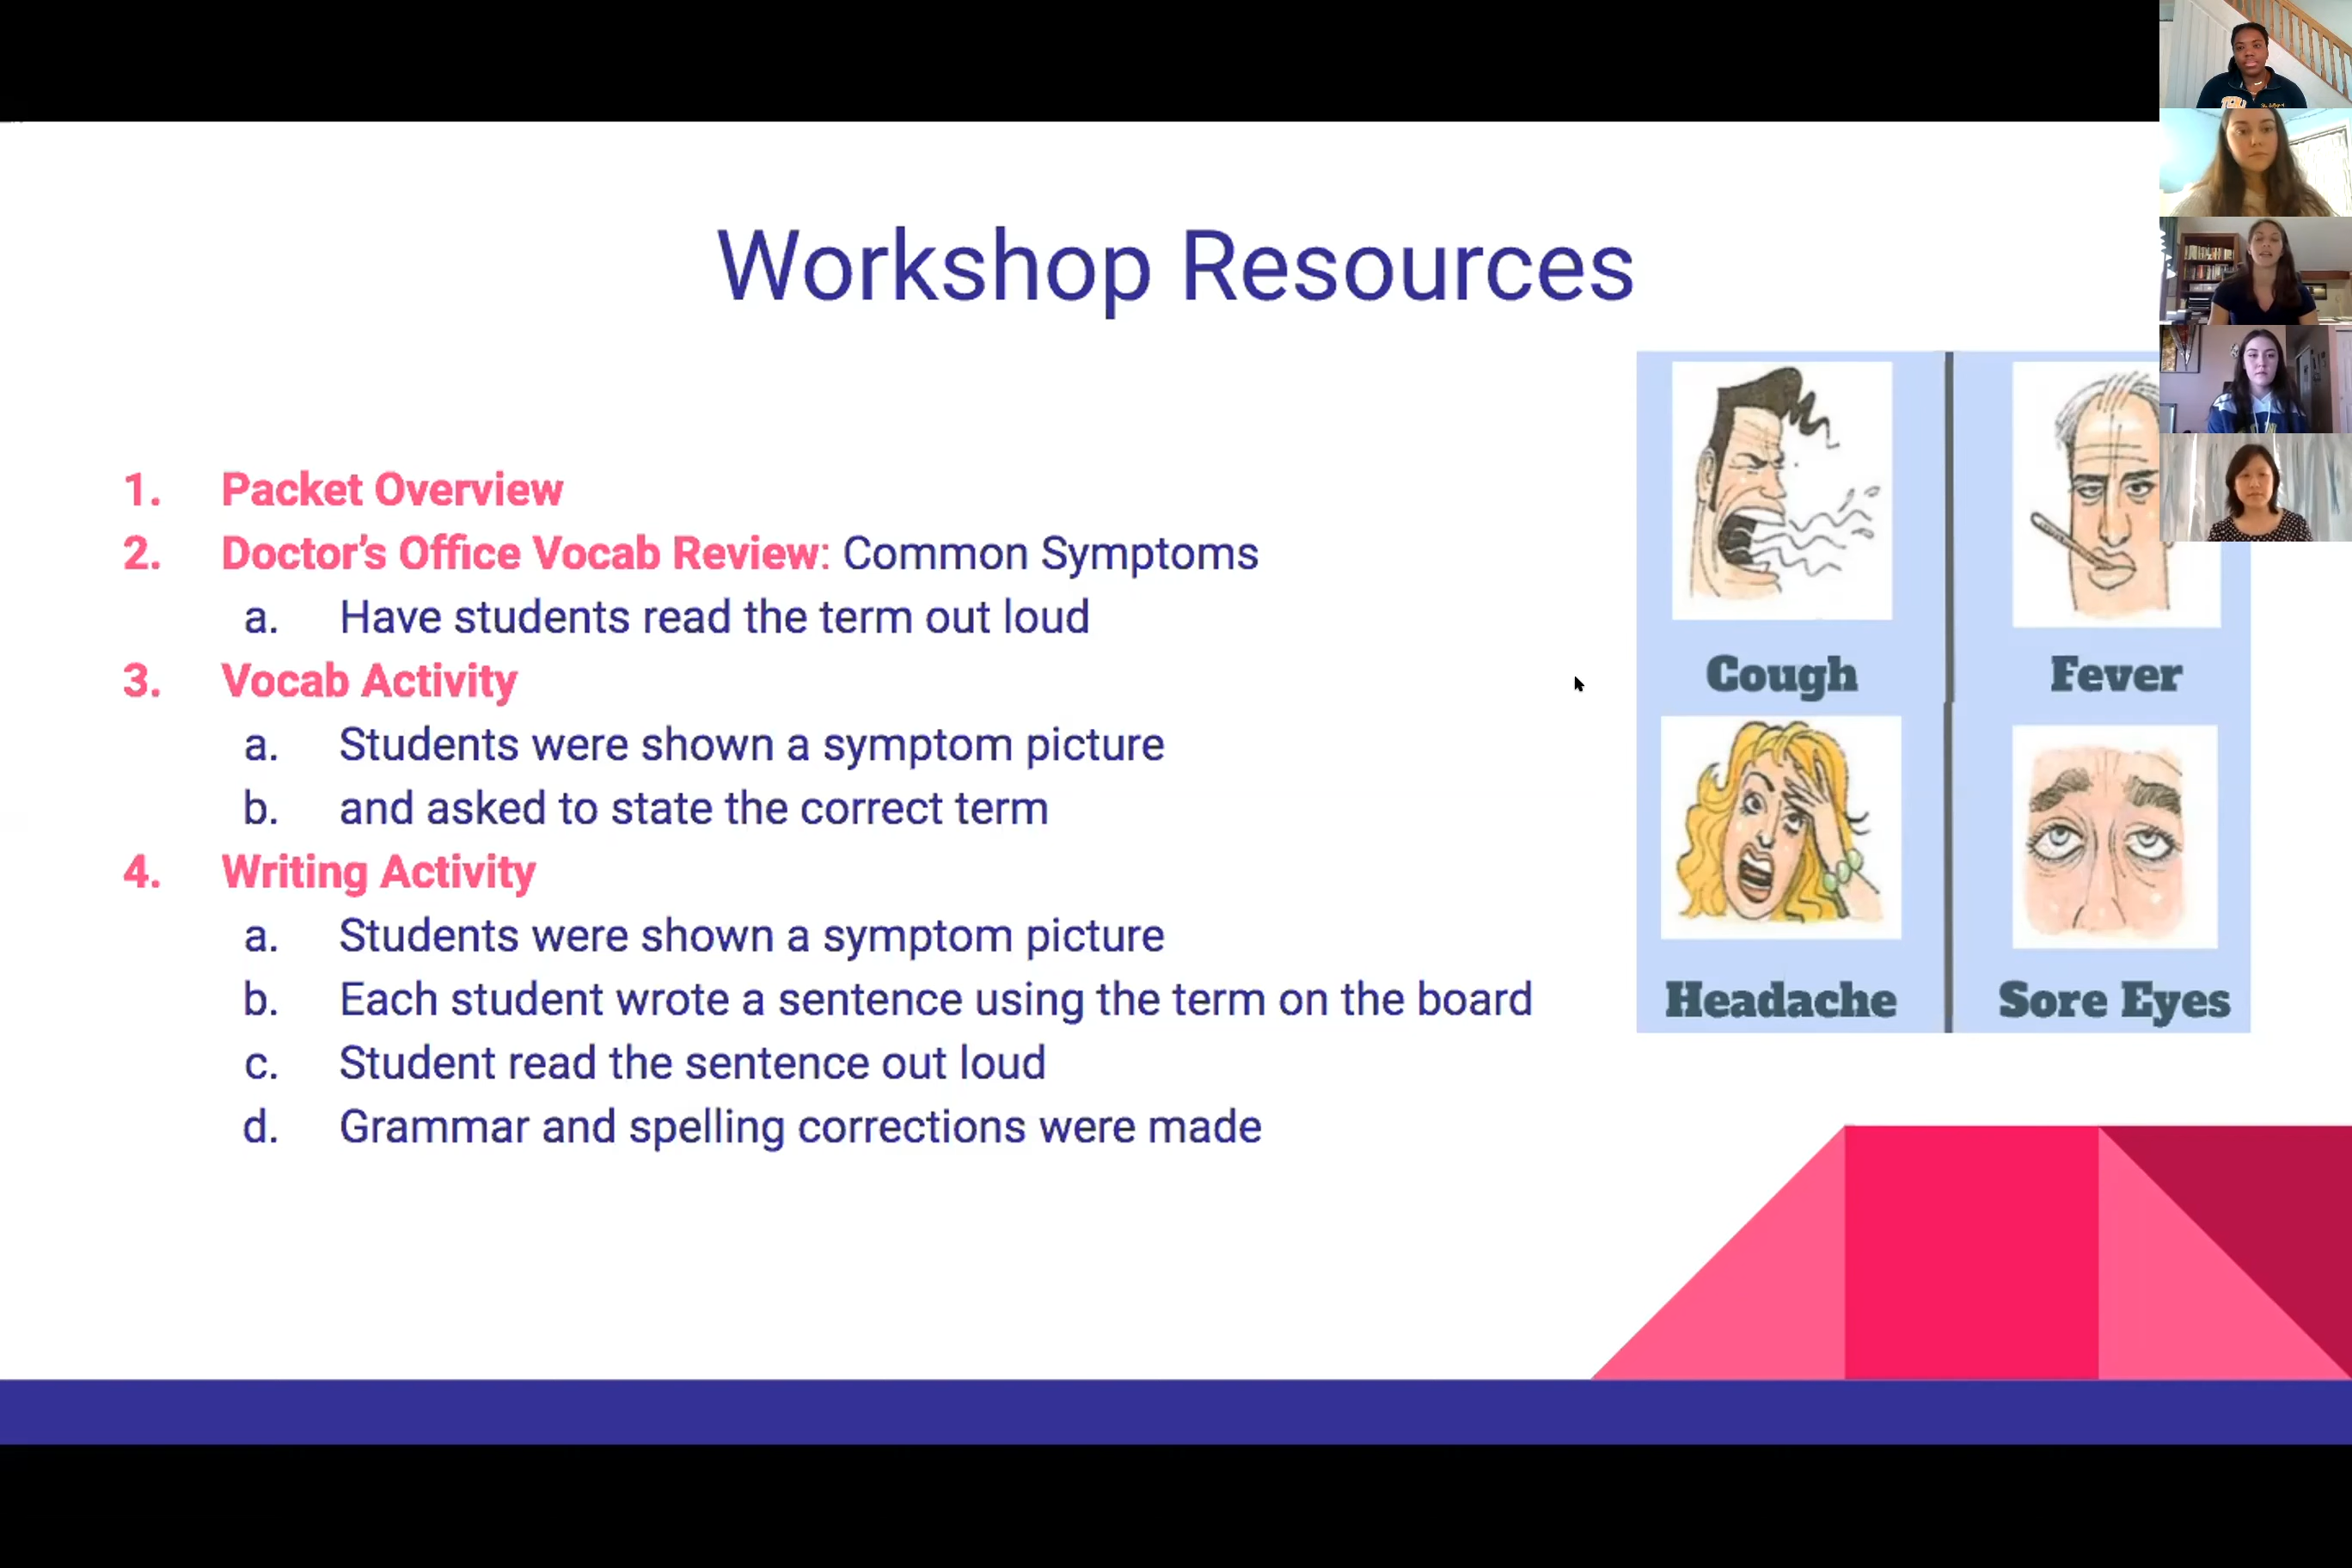 Workshop Resources
1. Packet Overview
2. Doctor's Office Vocab Review: Common Symptoms
a. Have students read the term out loud
3. Vocab Activity
a. Students were shown a symptom picture
b. and asked to state the correct term
4. Writing Activity
a. Students were shown a symptom picture
b. Each student wrote a sentence using the term on the board
c. Student read the sentence out loud
d. Grammar and spelling corrections were made
Cough
Fever
Headache
Sore Eyes